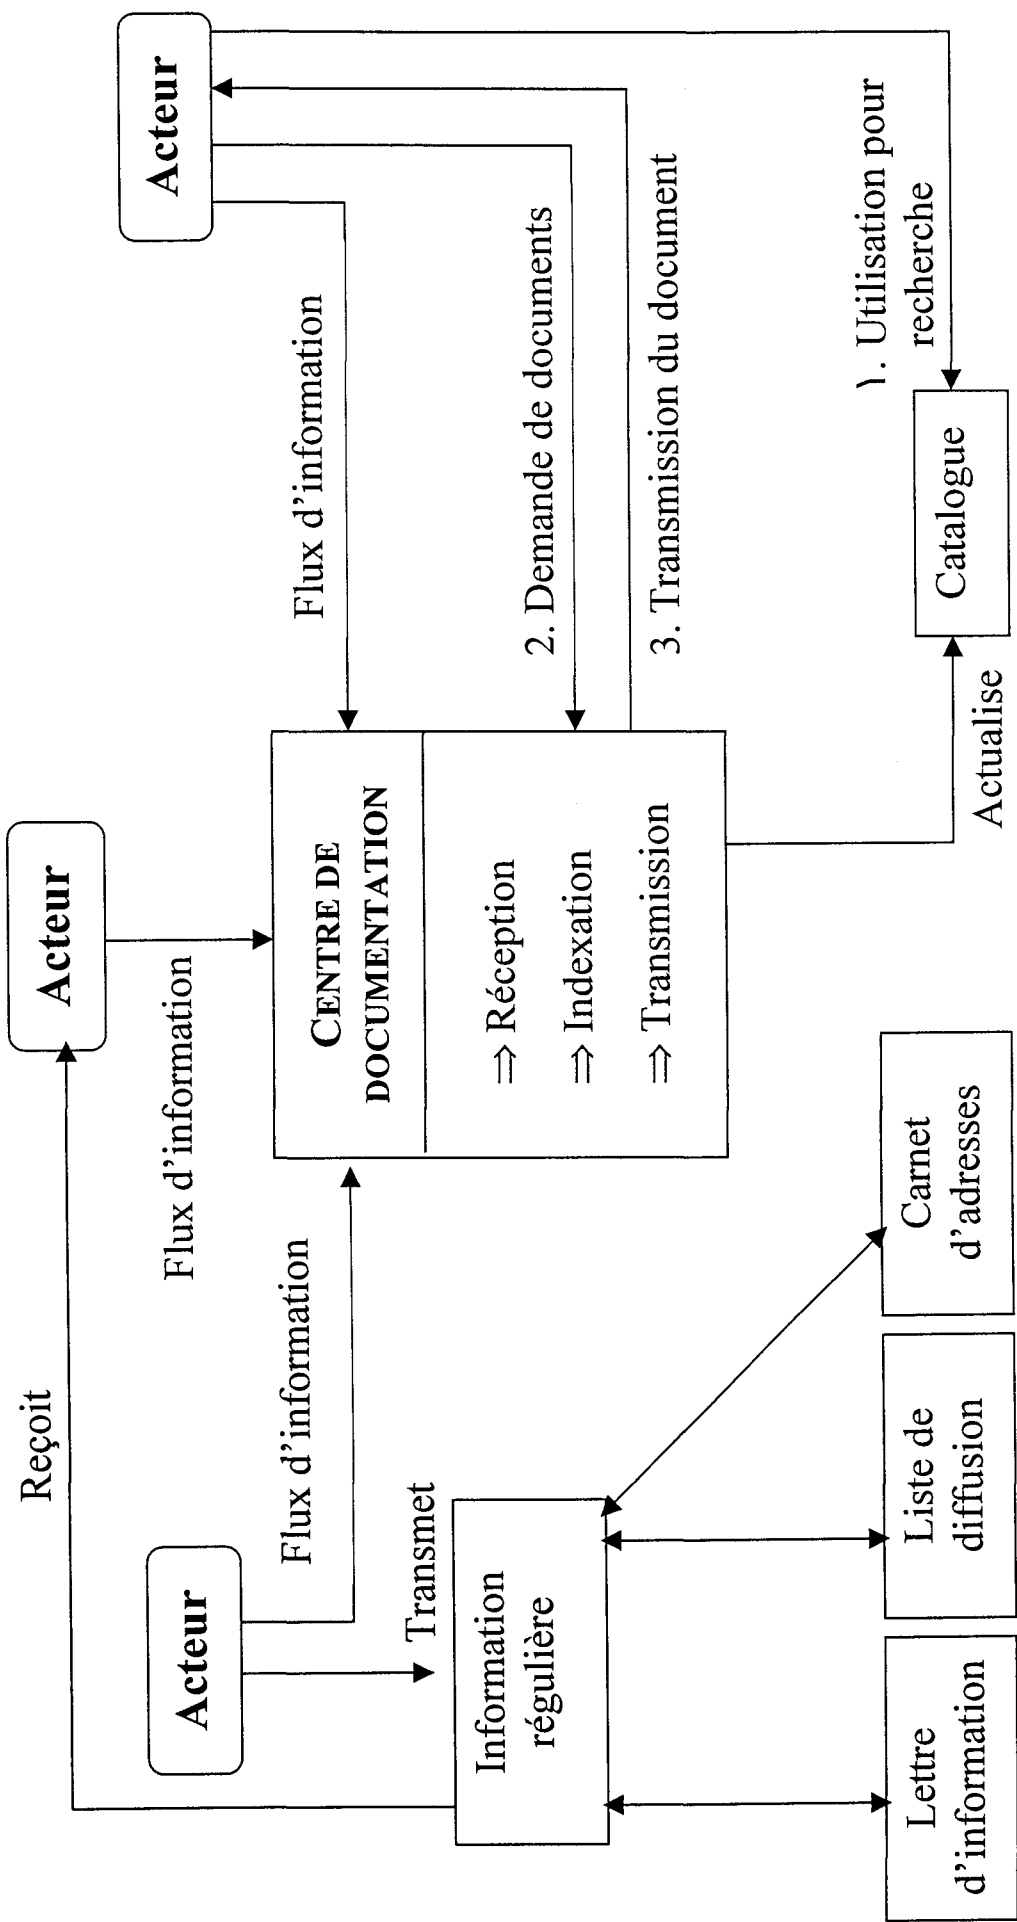 Reçoit
Acteur
Acteur
Acteur
Flux d'information
Flux d'information
Flux d'information
Transmet
CENTRE DE
DOCUMENTATION
⇒ Réception
⇒ Indexation
⇒ Transmission
2. Demande de documents
3. Transmission du document
Information
régulière
1. Utilisation pour
recherche
Actualise
Catalogue
Lettre
d'information
Liste de
diffusion
Carnet
d'adresses